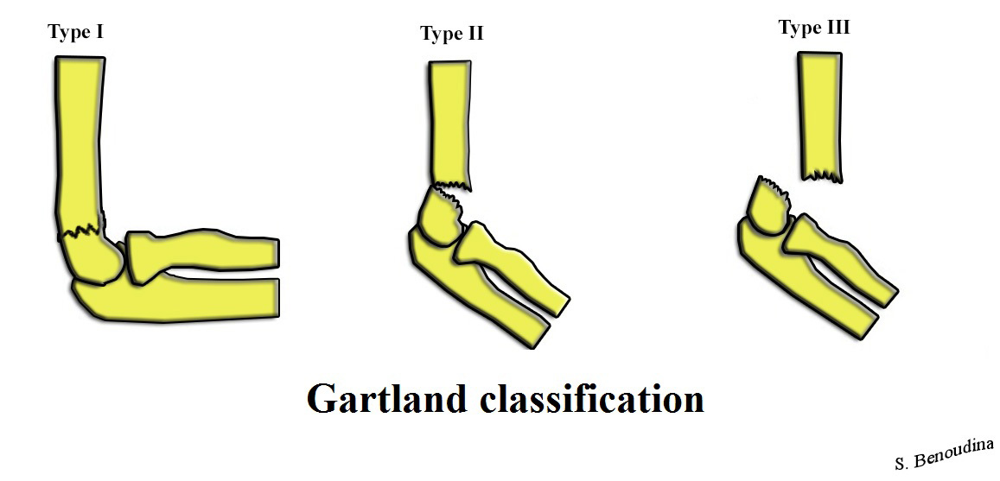 Type I
Type II
Type III
Gartland classification
S. Benoudina